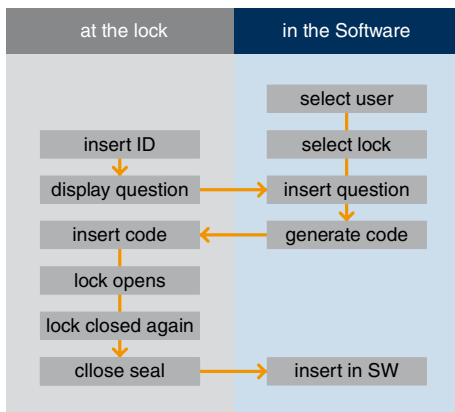 at the lock
in the Software
select user
insert ID
select lock
display question
insert question
insert code
generate code
lock opens
lock closed again
cllose seal
insert in SW